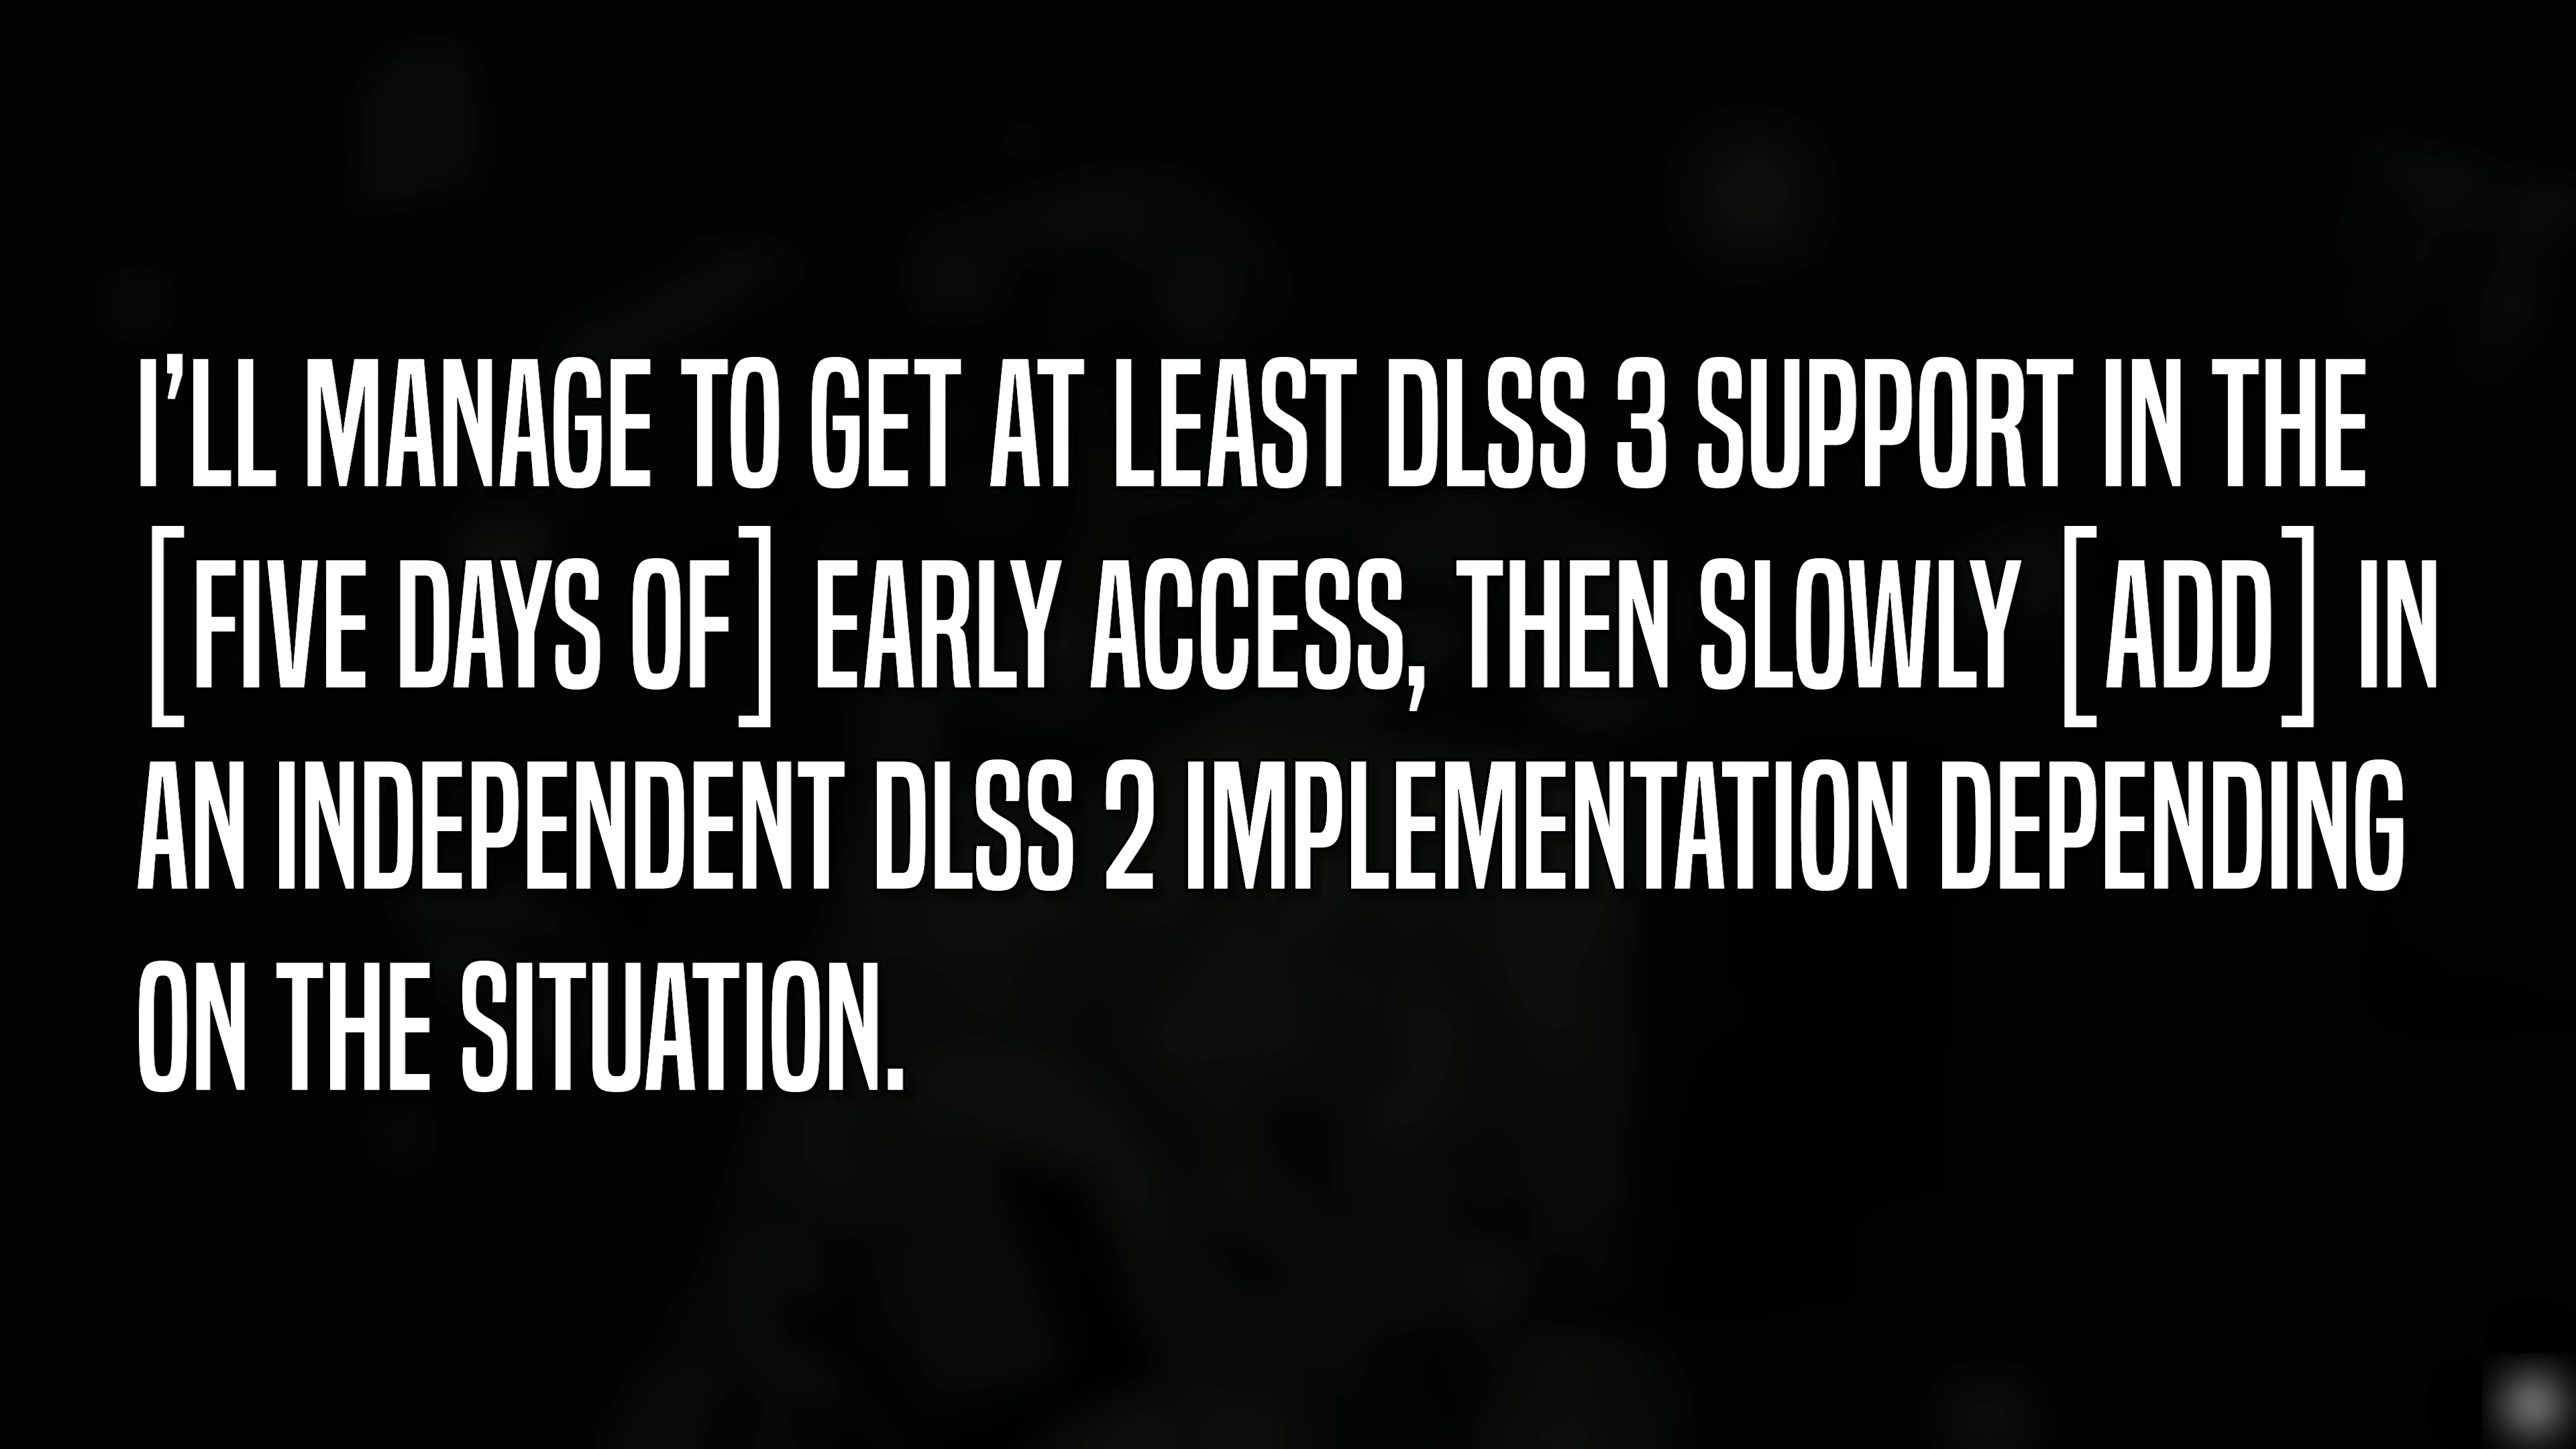 I’LL MANAGE TO GET AT LEAST DLSS 3 SUPPORT IN THE
[FIVE DAYS OF] EARLY ACCESS, THEN SLOWLY [ADD] IN
AN INDEPENDENT DLSS 2 IMPLEMENTATION DEPENDING
ON THE SITUATION.